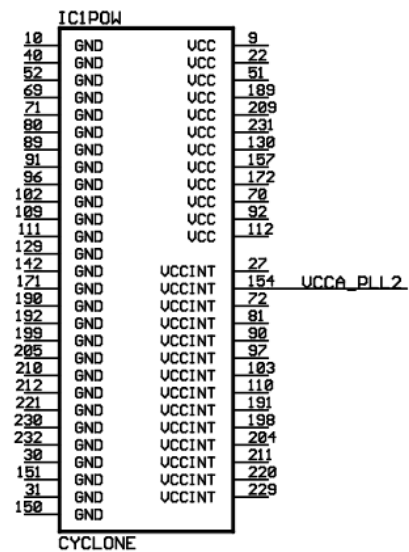 IC1POW
10 GND VCC 9
40 GND VCC 22
52 GND VCC 51
69 GND VCC 189
71 GND VCC 209
80 GND VCC 231
89 GND VCC 130
91 GND VCC 157
96 GND VCC 172
102 GND VCC 70
109 GND VCC 92
111 GND VCC 112
129 GND
142 GND VCCINT 27
171 GND VCCINT 154 VCCA_PLL2
190 GND VCCINT 72
192 GND VCCINT 81
199 GND VCCINT 90
205 GND VCCINT 97
210 GND VCCINT 103
212 GND VCCINT 110
221 GND VCCINT 191
230 GND VCCINT 198
232 GND VCCINT 204
30 GND VCCINT 211
151 GND VCCINT 220
31 GND VCCINT 229
150 GND
CYCLONE